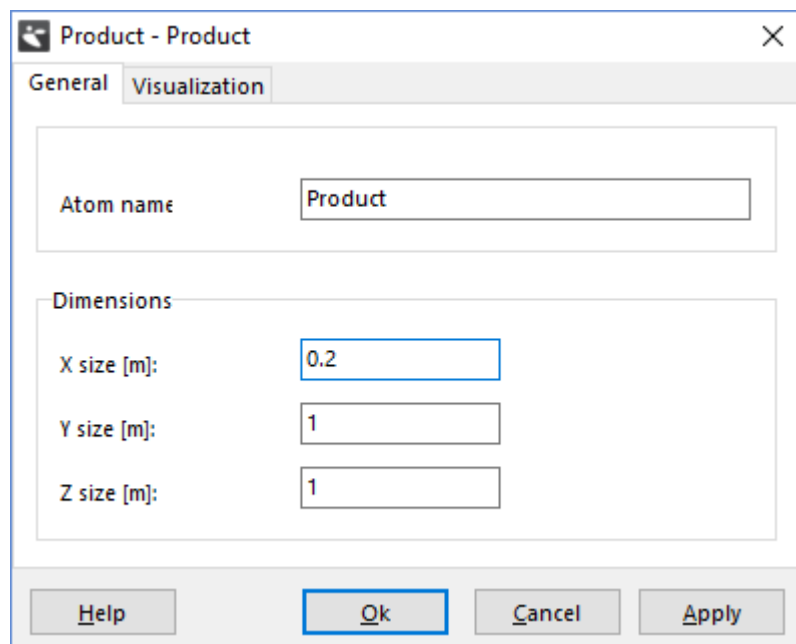 Product - Product
General Visualization
Atom name Product
Dimensions
X size [m]: 0.2
Y size [m]: 1
Z size [m]: 1
Help Ok Cancel Apply